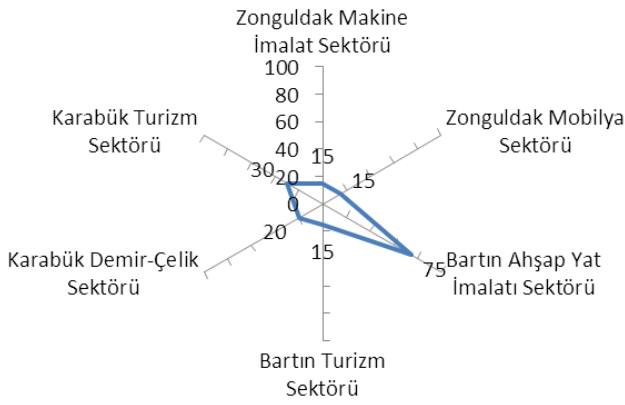 Zonguldak Makine
İmalat Sektörü
100
80
60
40
20
0
15
Zonguldak Mobilya
Sektörü
15
Bartın Ahşap Yat
İmalatı Sektörü
75
Bartın Turizm
Sektörü
15
Karabük Demir-Çelik
Sektörü
20
Karabük Turizm
Sektörü
30